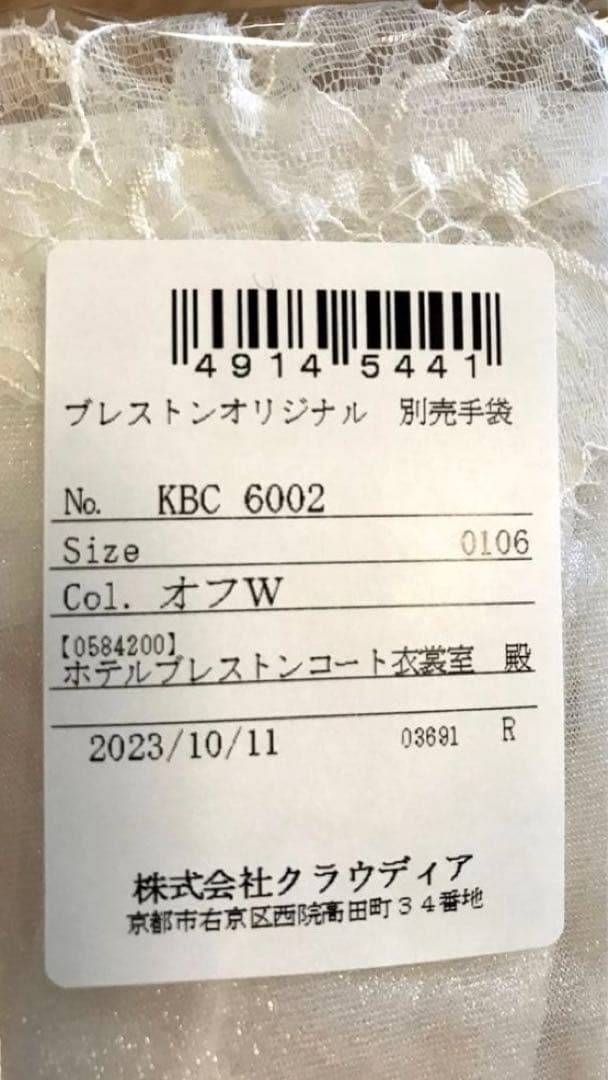 4914 5441
ブレストンオリジナル 別売手袋
No. KBC 6002
Size 0106
Col. オフW
【0584200】
ホテルブレストンコート衣裳室 殿
2023/10/11 03691 R
株式会社クラウディア
京都市右京区西院高田町34番地